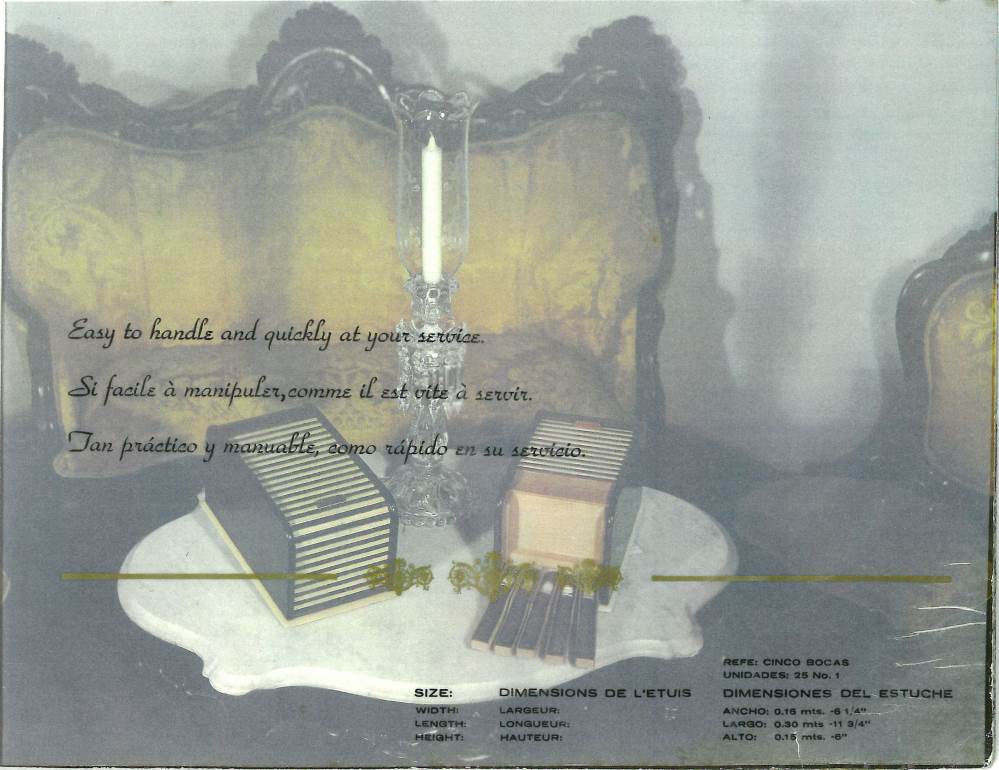 Easy to handle and quickly at your service.
Si facile à manipuler,comme il est vite à servir.
Tan práctico y manuable, como rápido en su servicio.
REFE: CINCO BOCAS
UNIDADES: 25 No. 1
SIZE: DIMENSIONS DE L'ETUIS DIMENSIONES DEL ESTUCHE
WIDTH: LARGEUR: ANCHO: 0.16 mts. -6 1/4"
LENGTH: LONGUEUR: LARGO: 0.30 mts -11 3/4"
HEIGHT: HAUTEUR: ALTO: 0.15 mts. -6"